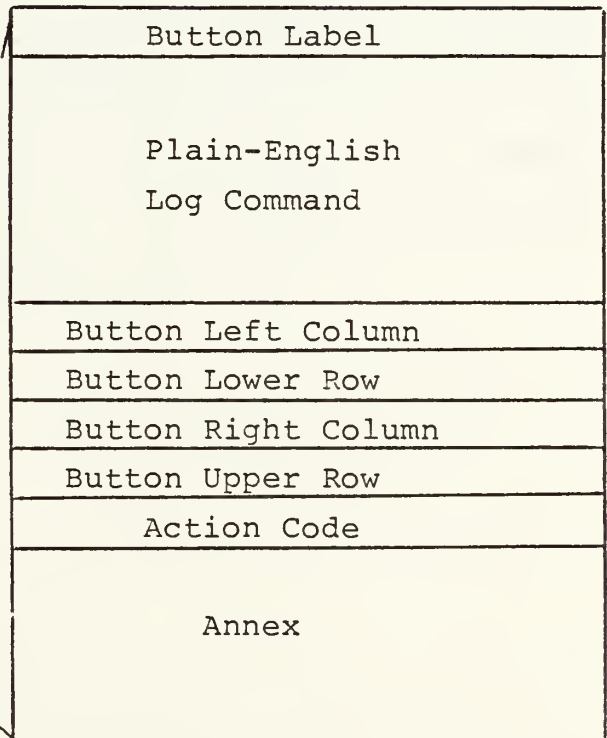 Button Label
Plain-English
Log Command
Button Left Column
Button Lower Row
Button Right Column
Button Upper Row
Action Code
Annex